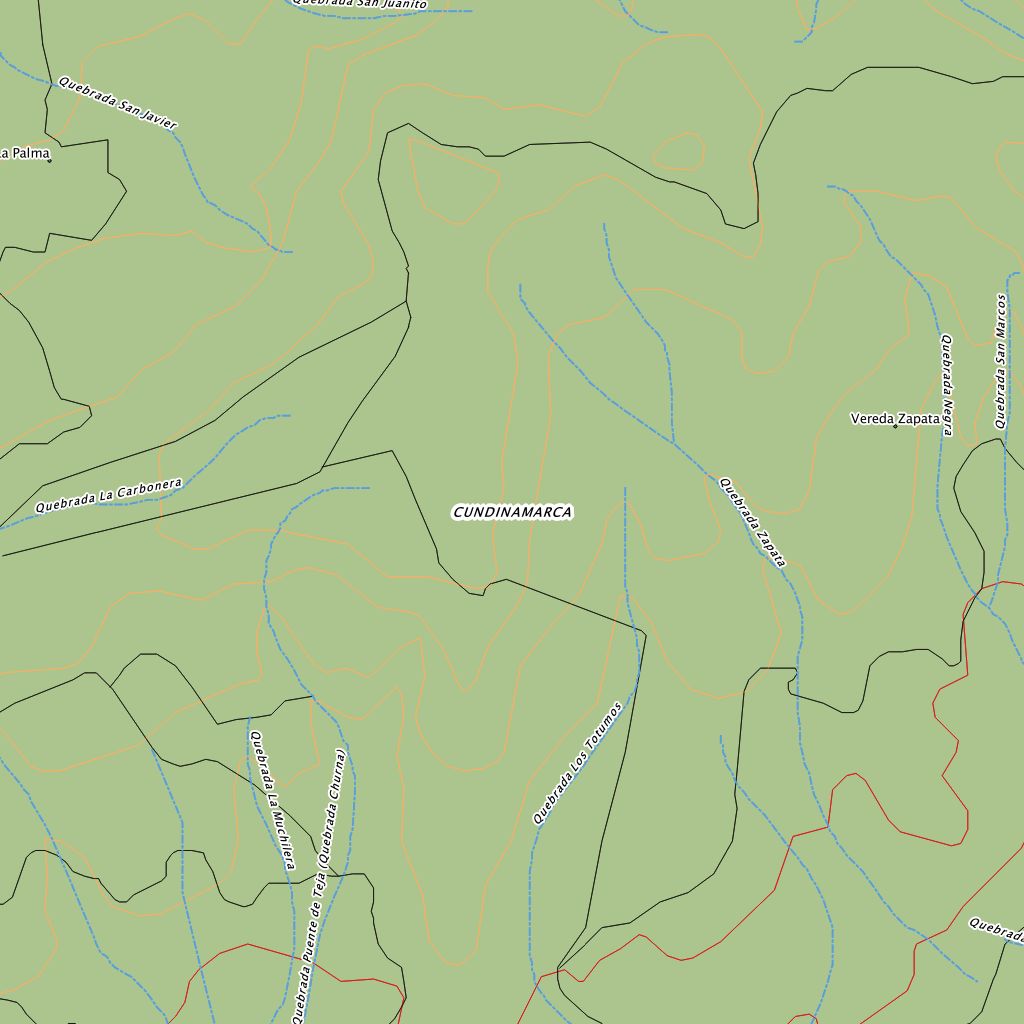 Quebrada San Juanito
Quebrada San Javier
La Palma
Quebrada San Marcos
Quebrada Negra
Vereda Zapata
Quebrada La Carbonera
CUNDINAMARCA
Quebrada Zapata
Quebrada Los Totumos
Quebrada La Muchilera
Quebrada Puente de Teja (Quebrada Churna)
Quebrada